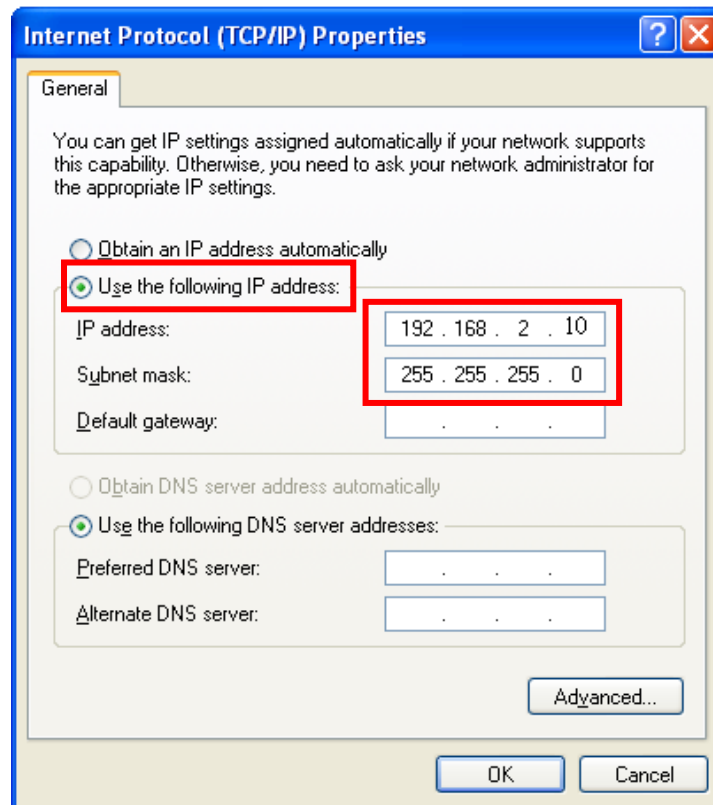 Internet Protocol (TCP/IP) Properties
General
You can get IP settings assigned automatically if your network supports
this capability. Otherwise, you need to ask your network administrator for
the appropriate IP settings.
Obtain an IP address automatically
Use the following IP address:
IP address: 192 . 168 . 2 . 10
Subnet mask: 255 . 255 . 255 . 0
Default gateway: . . .
Obtain DNS server address automatically
Use the following DNS server addresses:
Preferred DNS server: . . .
Alternate DNS server: . . .
Advanced...
OK Cancel